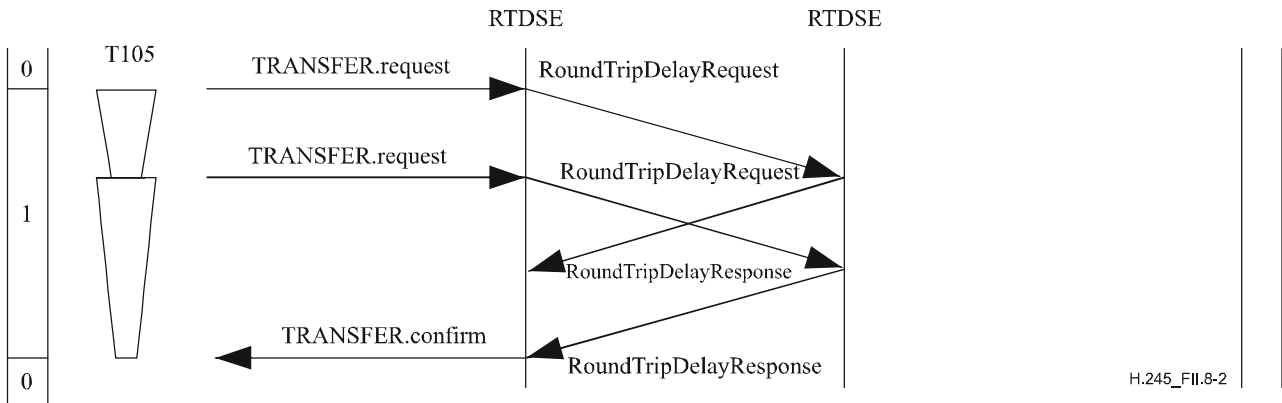 RTDSE
RTDSE
T105
0
TRANSFER.request
RoundTripDelayRequest
TRANSFER.request
RoundTripDelayRequest
1
RoundTripDelayResponse
TRANSFER.confirm
RoundTripDelayResponse
0
H.245_FII.8-2